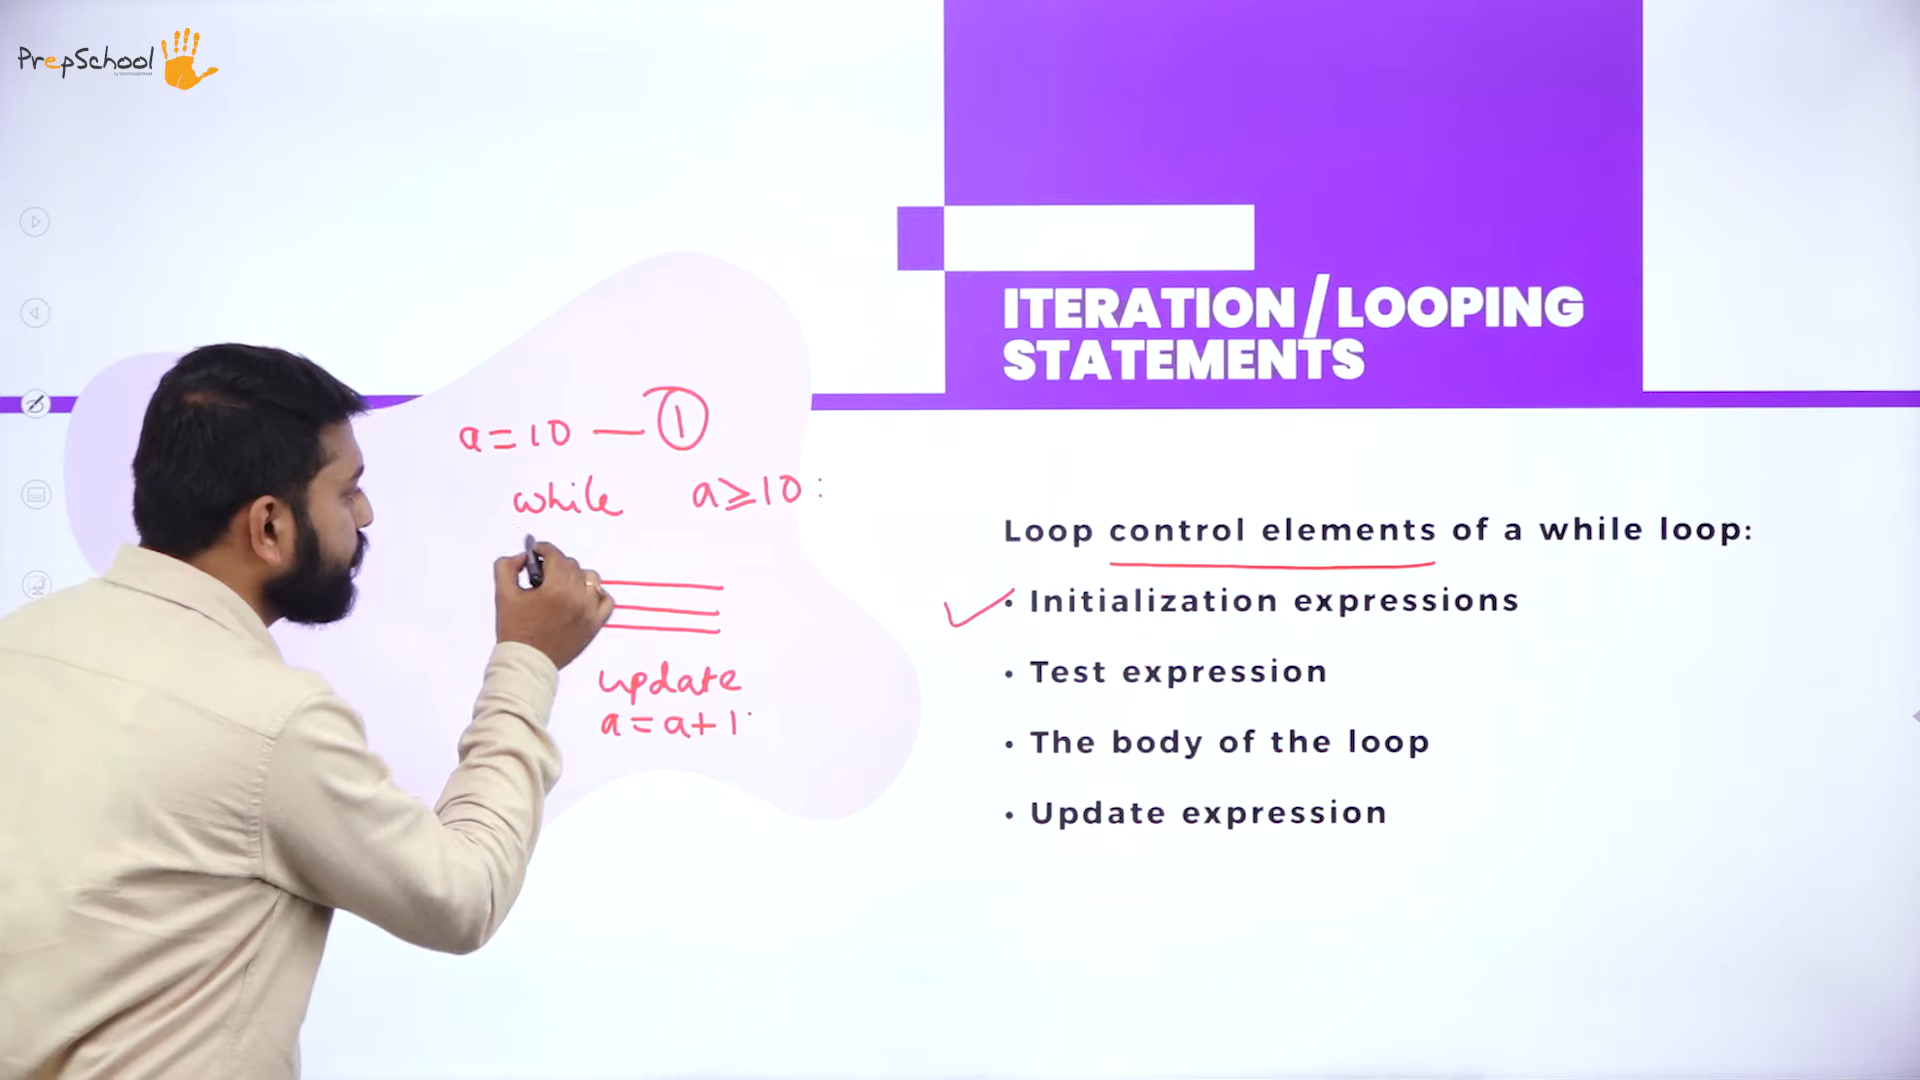 PrepSchool
ITERATION/LOOPING
STATEMENTS
a=10 — ①
while a≥10:
update
a=a+1
Loop control elements of a while loop:
• Initialization expressions
• Test expression
• The body of the loop
• Update expression